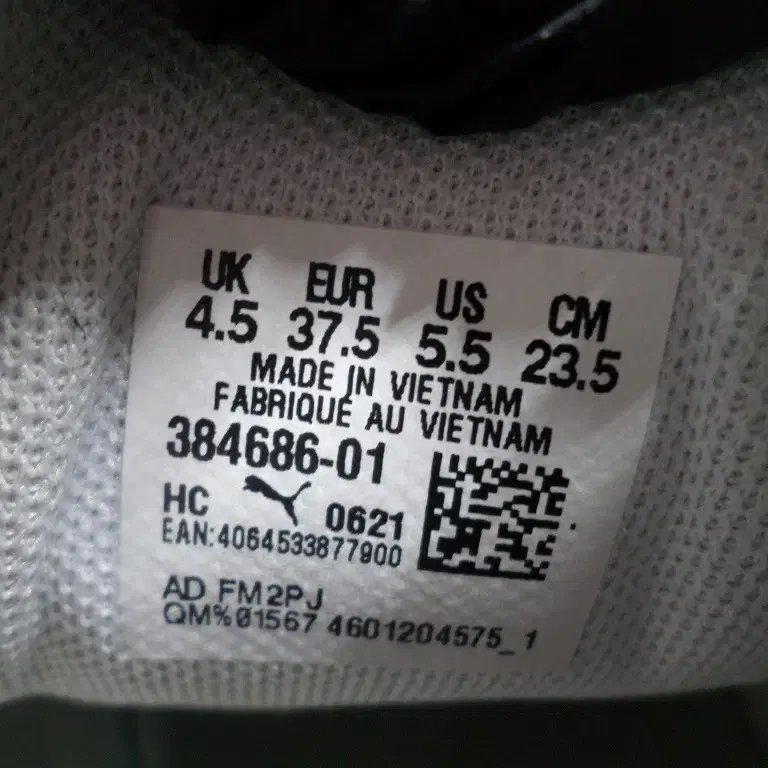 UK EUR US CM
4.5 37.5 5.5 23.5
MADE IN VIETNAM
FABRIQUE AU VIETNAM
384686-01
HC 0621
EAN:4064533877900
AD FM2PJ
QM%01567 4601204575_1